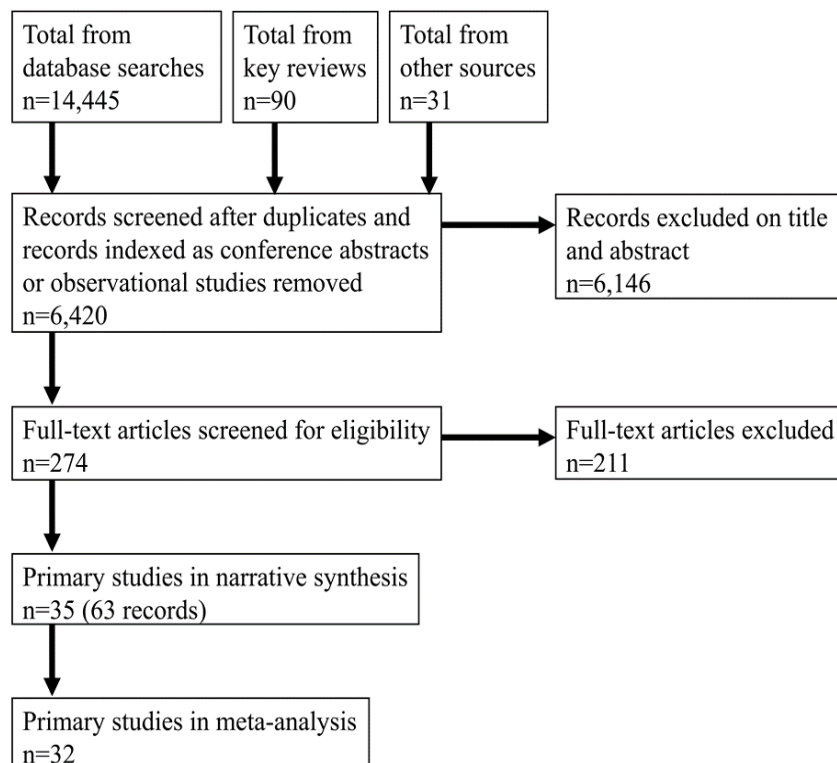 Total from
database searches
n=14,445
Total from
key reviews
n=90
Total from
other sources
n=31
Records screened after duplicates and
records indexed as conference abstracts
or observational studies removed
n=6,420
Records excluded on title
and abstract
n=6,146
Full-text articles screened for eligibility
n=274
Full-text articles excluded
n=211
Primary studies in narrative synthesis
n=35 (63 records)
Primary studies in meta-analysis
n=32